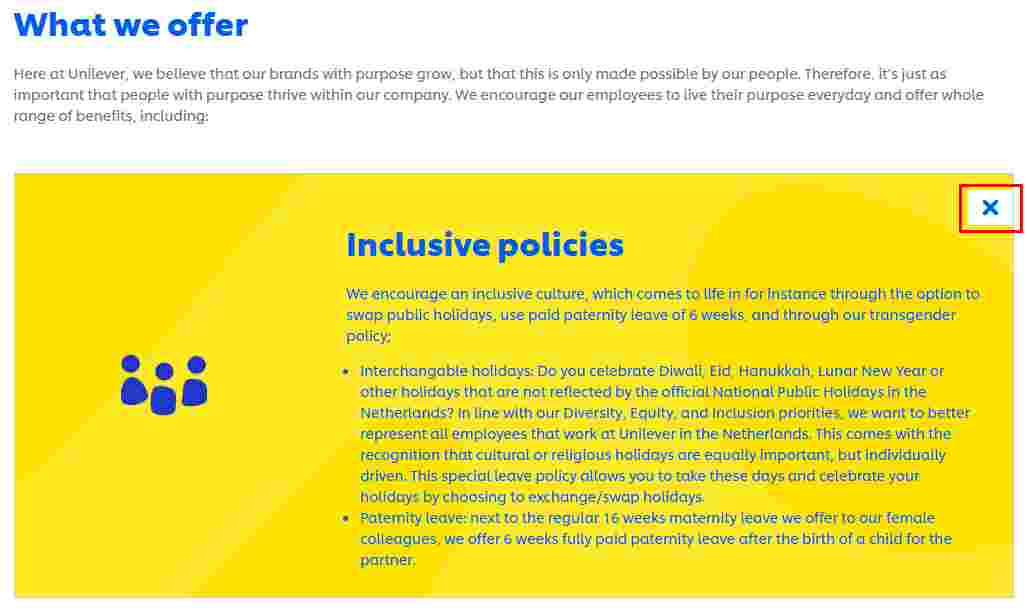 What we offer
Here at Unilever, we believe that our brands with purpose grow, but that this is only made possible by our people. Therefore, it's just as
important that people with purpose thrive within our company. We encourage our employees to live their purpose everyday and offer whole
range of benefits, including:
Inclusive policies
We encourage an inclusive culture, which comes to life in for instance through the option to
swap public holidays, use paid paternity leave of 6 weeks, and through our transgender
policy;
• Interchangable holidays: Do you celebrate Diwali, Eid, Hanukkah, Lunar New Year or
other holidays that are not reflected by the official National Public Holidays in the
Netherlands? In line with our Diversity, Equity, and Inclusion priorities, we want to better
represent all employees that work at Unilever in the Netherlands. This comes with the
recognition that cultural or religious holidays are equally important, but individually
driven. This special leave policy allows you to take these days and celebrate your
holidays by choosing to exchange/swap holidays.
• Paternity leave: next to the regular 16 weeks maternity leave we offer to our female
colleagues, we offer 6 weeks fully paid paternity leave after the birth of a child for the
partner.